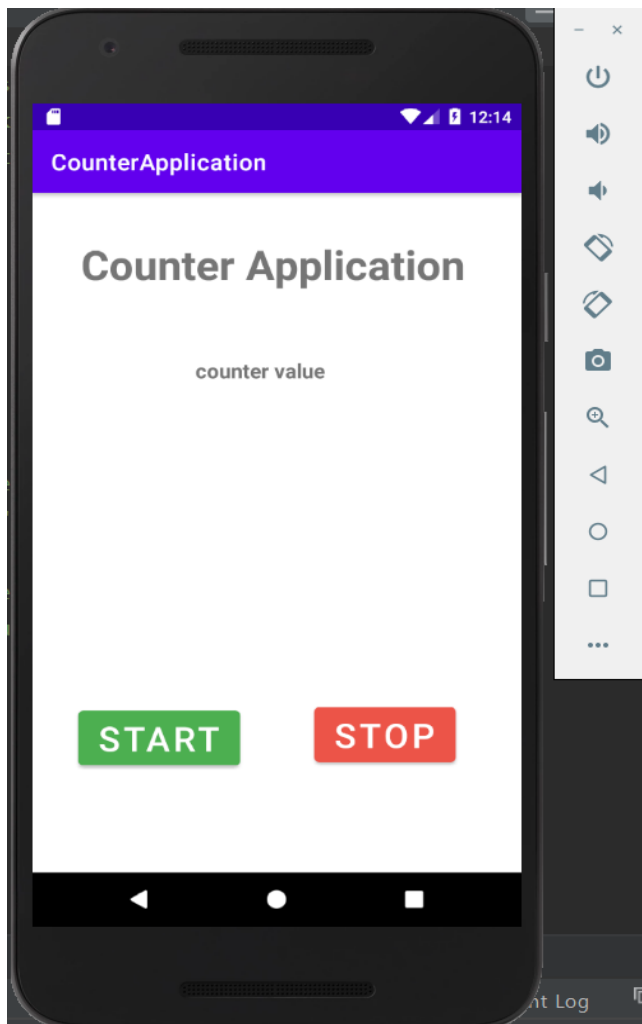 12:14
CounterApplication
Counter Application
counter value
START
STOP
nt Log